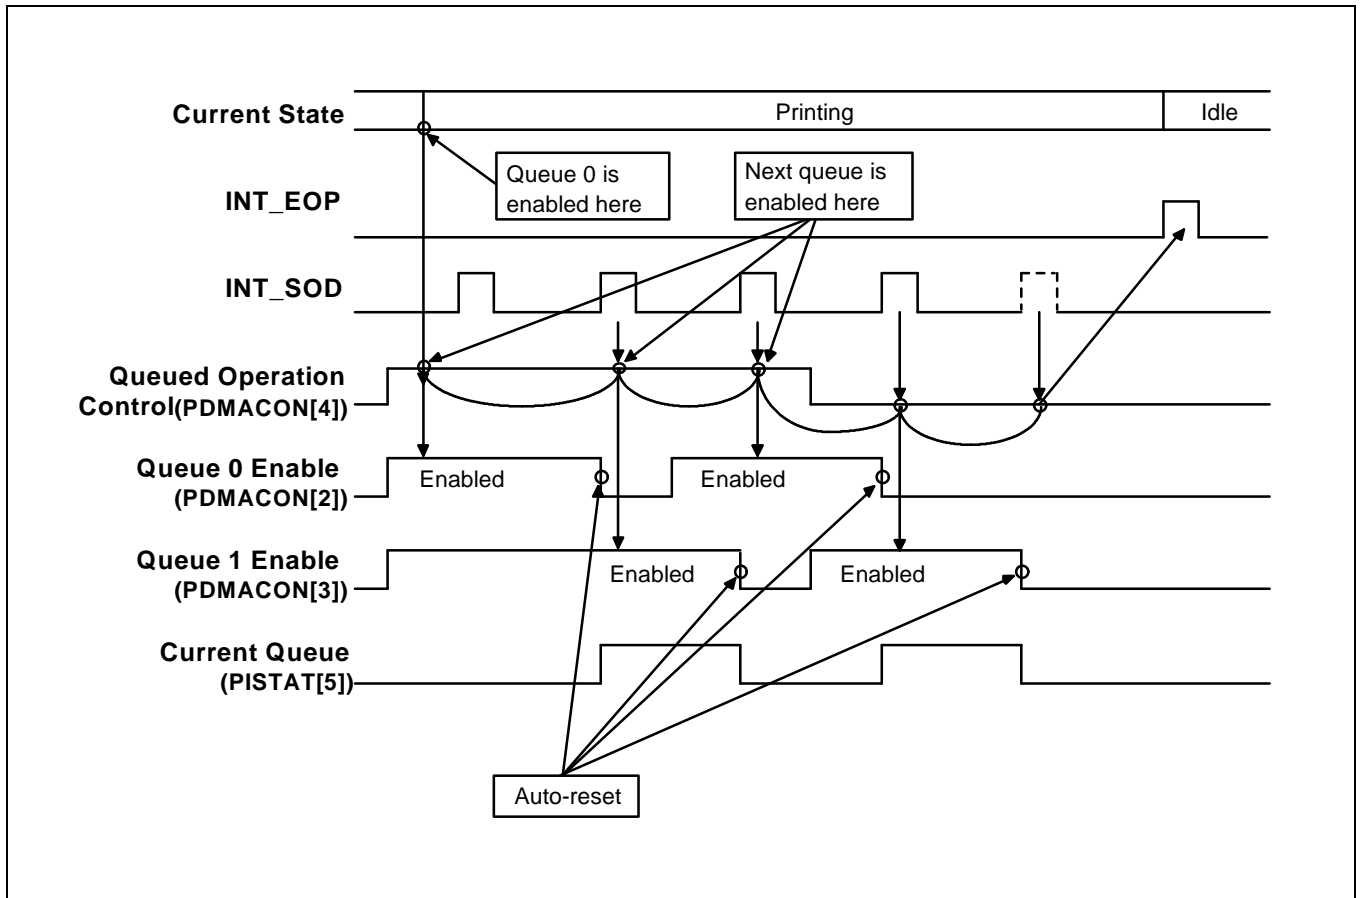 Current State
Printing
Idle
Queue 0 is
enabled here
Next queue is
enabled here
INT_EOP
INT_SOD
Queued Operation
Control(PDMACON[4])
Queue 0 Enable
(PDMACON[2])
Enabled
Enabled
Queue 1 Enable
(PDMACON[3])
Enabled
Enabled
Current Queue
(PISTAT[5])
Auto-reset